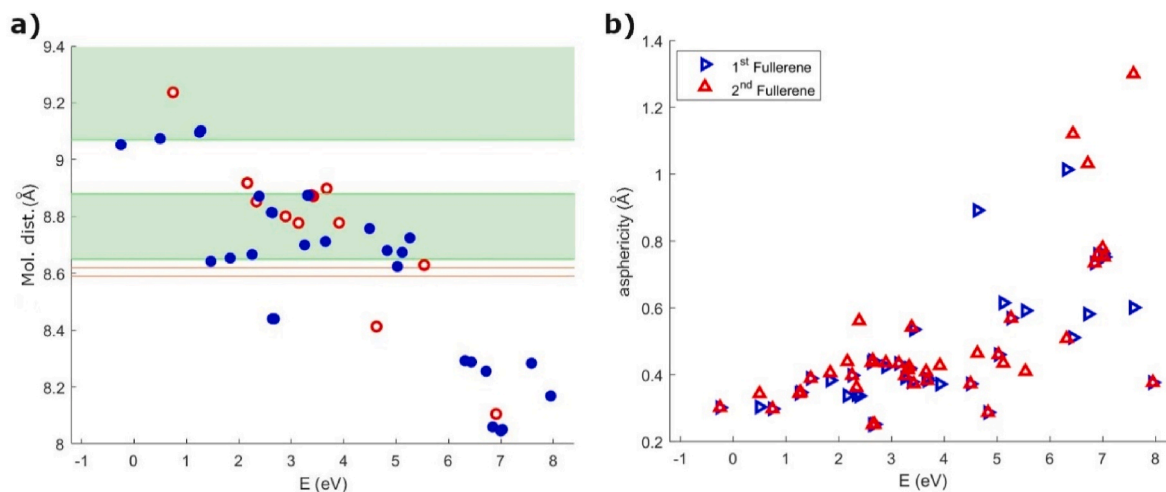 a)
9.4
9.2
9
8.8
8.6
8.4
8.2
8
Mol. dist.(Å)
-1 0 1 2 3 4 5 6 7 8
E (eV)
b)
1.4
1.2
1
0.8
0.6
0.4
0.2
asphericity (Å)
1st Fullerene
2nd Fullerene
-1 0 1 2 3 4 5 6 7 8
E (eV)